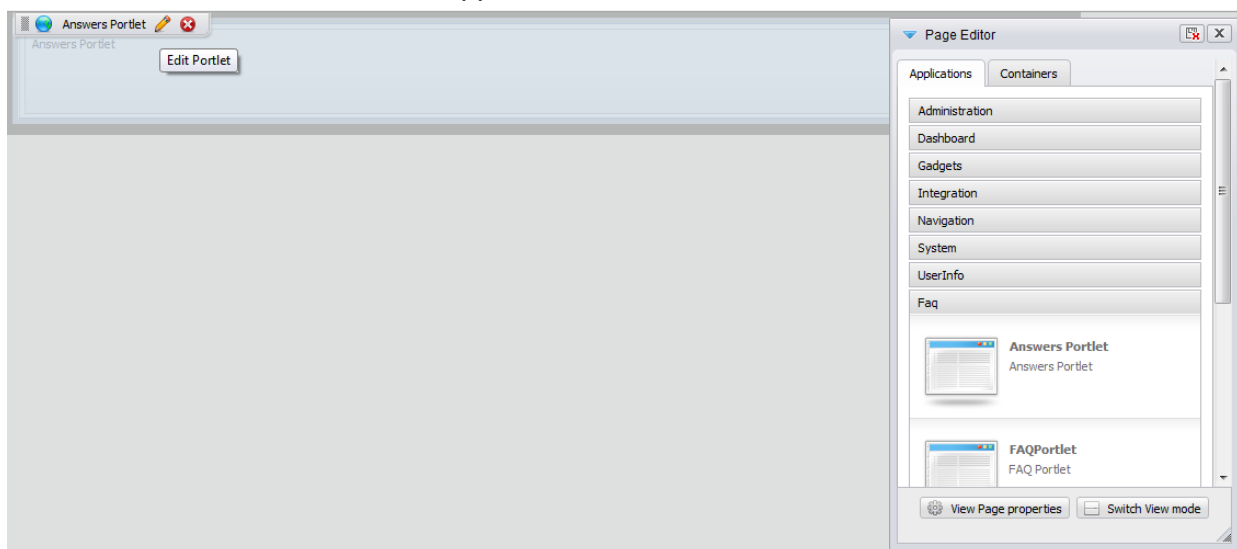 Answers Portlet
Answers Portlet
Edit Portlet
Page Editor
Applications Containers
Administration
Dashboard
Gadgets
Integration
Navigation
System
UserInfo
Faq
Answers Portlet
Answers Portlet
FAQPortlet
FAQ Portlet
View Page properties Switch View mode